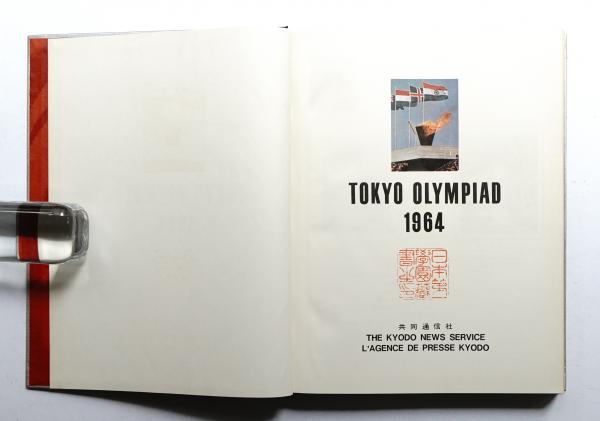 TOKYO OLYMPIAD
1964
共同通信社
THE KYODO NEWS SERVICE
L'AGENCE DE PRESSE KYODO